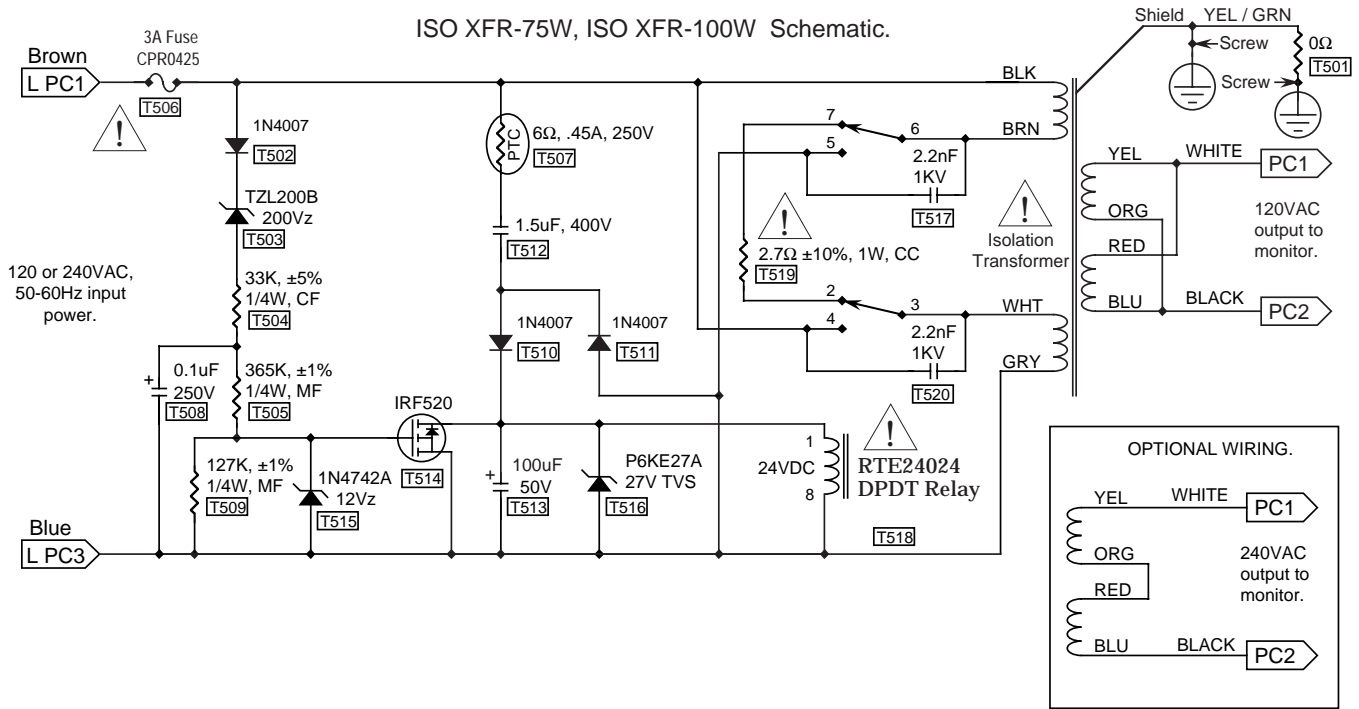 ISO XFR-75W, ISO XFR-100W Schematic.
3A Fuse
CPR0425
Brown
L PC1
T506
!
1N4007
T502
TZL200B
200Vz
T503
120 or 240VAC,
50-60Hz input
power.
33K, ±5%
1/4W, CF
T504
0.1uF
250V
T508
+
365K, ±1%
1/4W, MF
T505
127K, ±1%
1/4W, MF
T509
1N4742A
12Vz
T515
Blue
L PC3
PTC
6Ω, .45A, 250V
T507
1.5uF, 400V
T512
1N4007
T510
1N4007
T511
IRF520
T514
+
100uF
50V
T513
P6KE27A
27V TVS
T516
1
24VDC
8
!
RTE24024
DPDT Relay
T518
7
6
5
2.2nF
1KV
T517
!
2.7Ω ±10%, 1W, CC
T519
2
3
4
2.2nF
1KV
T520
BLK
BRN
WHT
GRY
!
Isolation
Transformer
Shield
YEL / GRN
Screw
0Ω
T501
Screw
YEL
WHITE
PC1
ORG
120VAC
output to
monitor.
RED
BLU
BLACK
PC2
OPTIONAL WIRING.
YEL
WHITE
PC1
ORG
240VAC
output to
monitor.
RED
BLU
BLACK
PC2